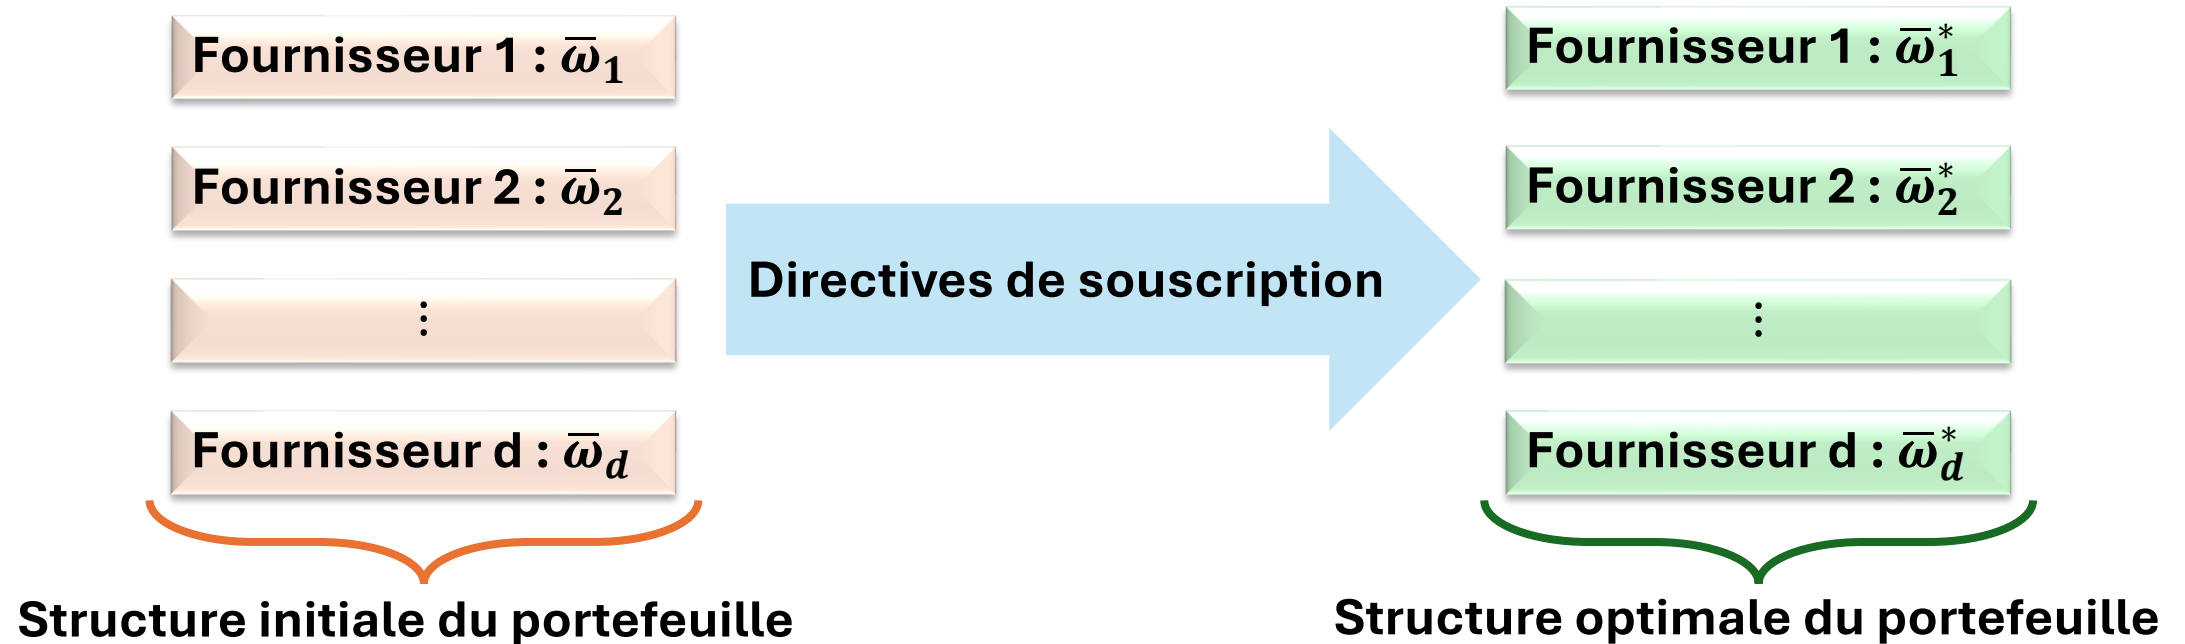 Fournisseur 1 : ω̅₁
Fournisseur 2 : ω̅₂
⋮
Fournisseur d : ω̅_d
Structure initiale du portefeuille
Directives de souscription
Fournisseur 1 : ω̅₁*
Fournisseur 2 : ω̅₂*
⋮
Fournisseur d : ω̅_d*
Structure optimale du portefeuille